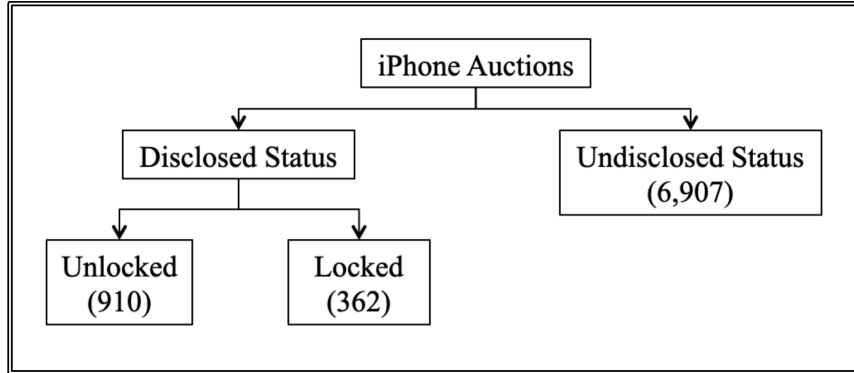 iPhone Auctions
Disclosed Status
Undisclosed Status
(6,907)
Unlocked
(910)
Locked
(362)